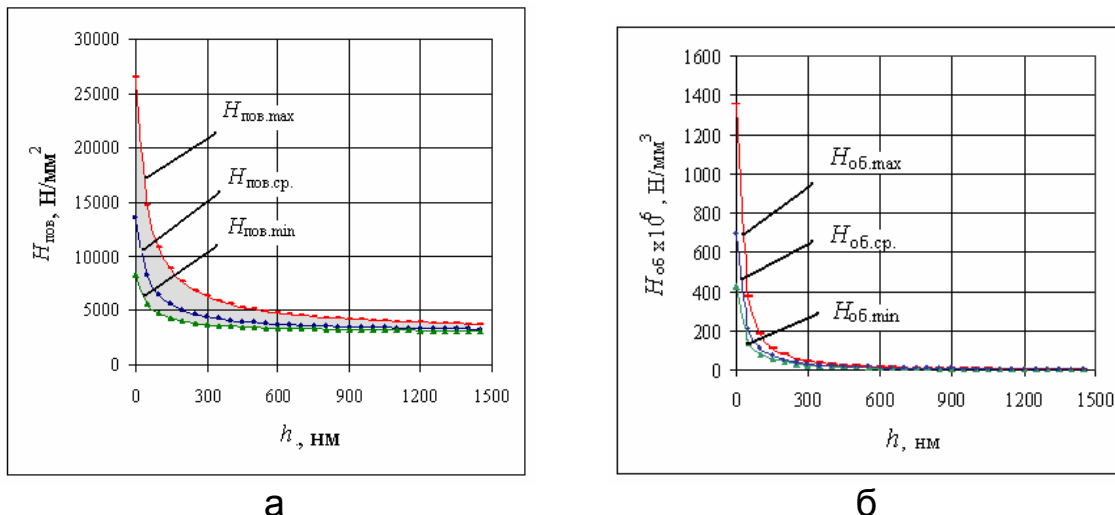 30000
25000
20000
15000
10000
5000
0
H пов, Н/мм²
H пов.max
H пов.ср.
H пов.min
0 300 600 900 1200 1500
h, нм
а
1600
1400
1200
1000
800
600
400
200
0
H об x10⁶, Н/мм³
H об.max
H об.ср.
H об.min
0 300 600 900 1200 1500
h, нм
б